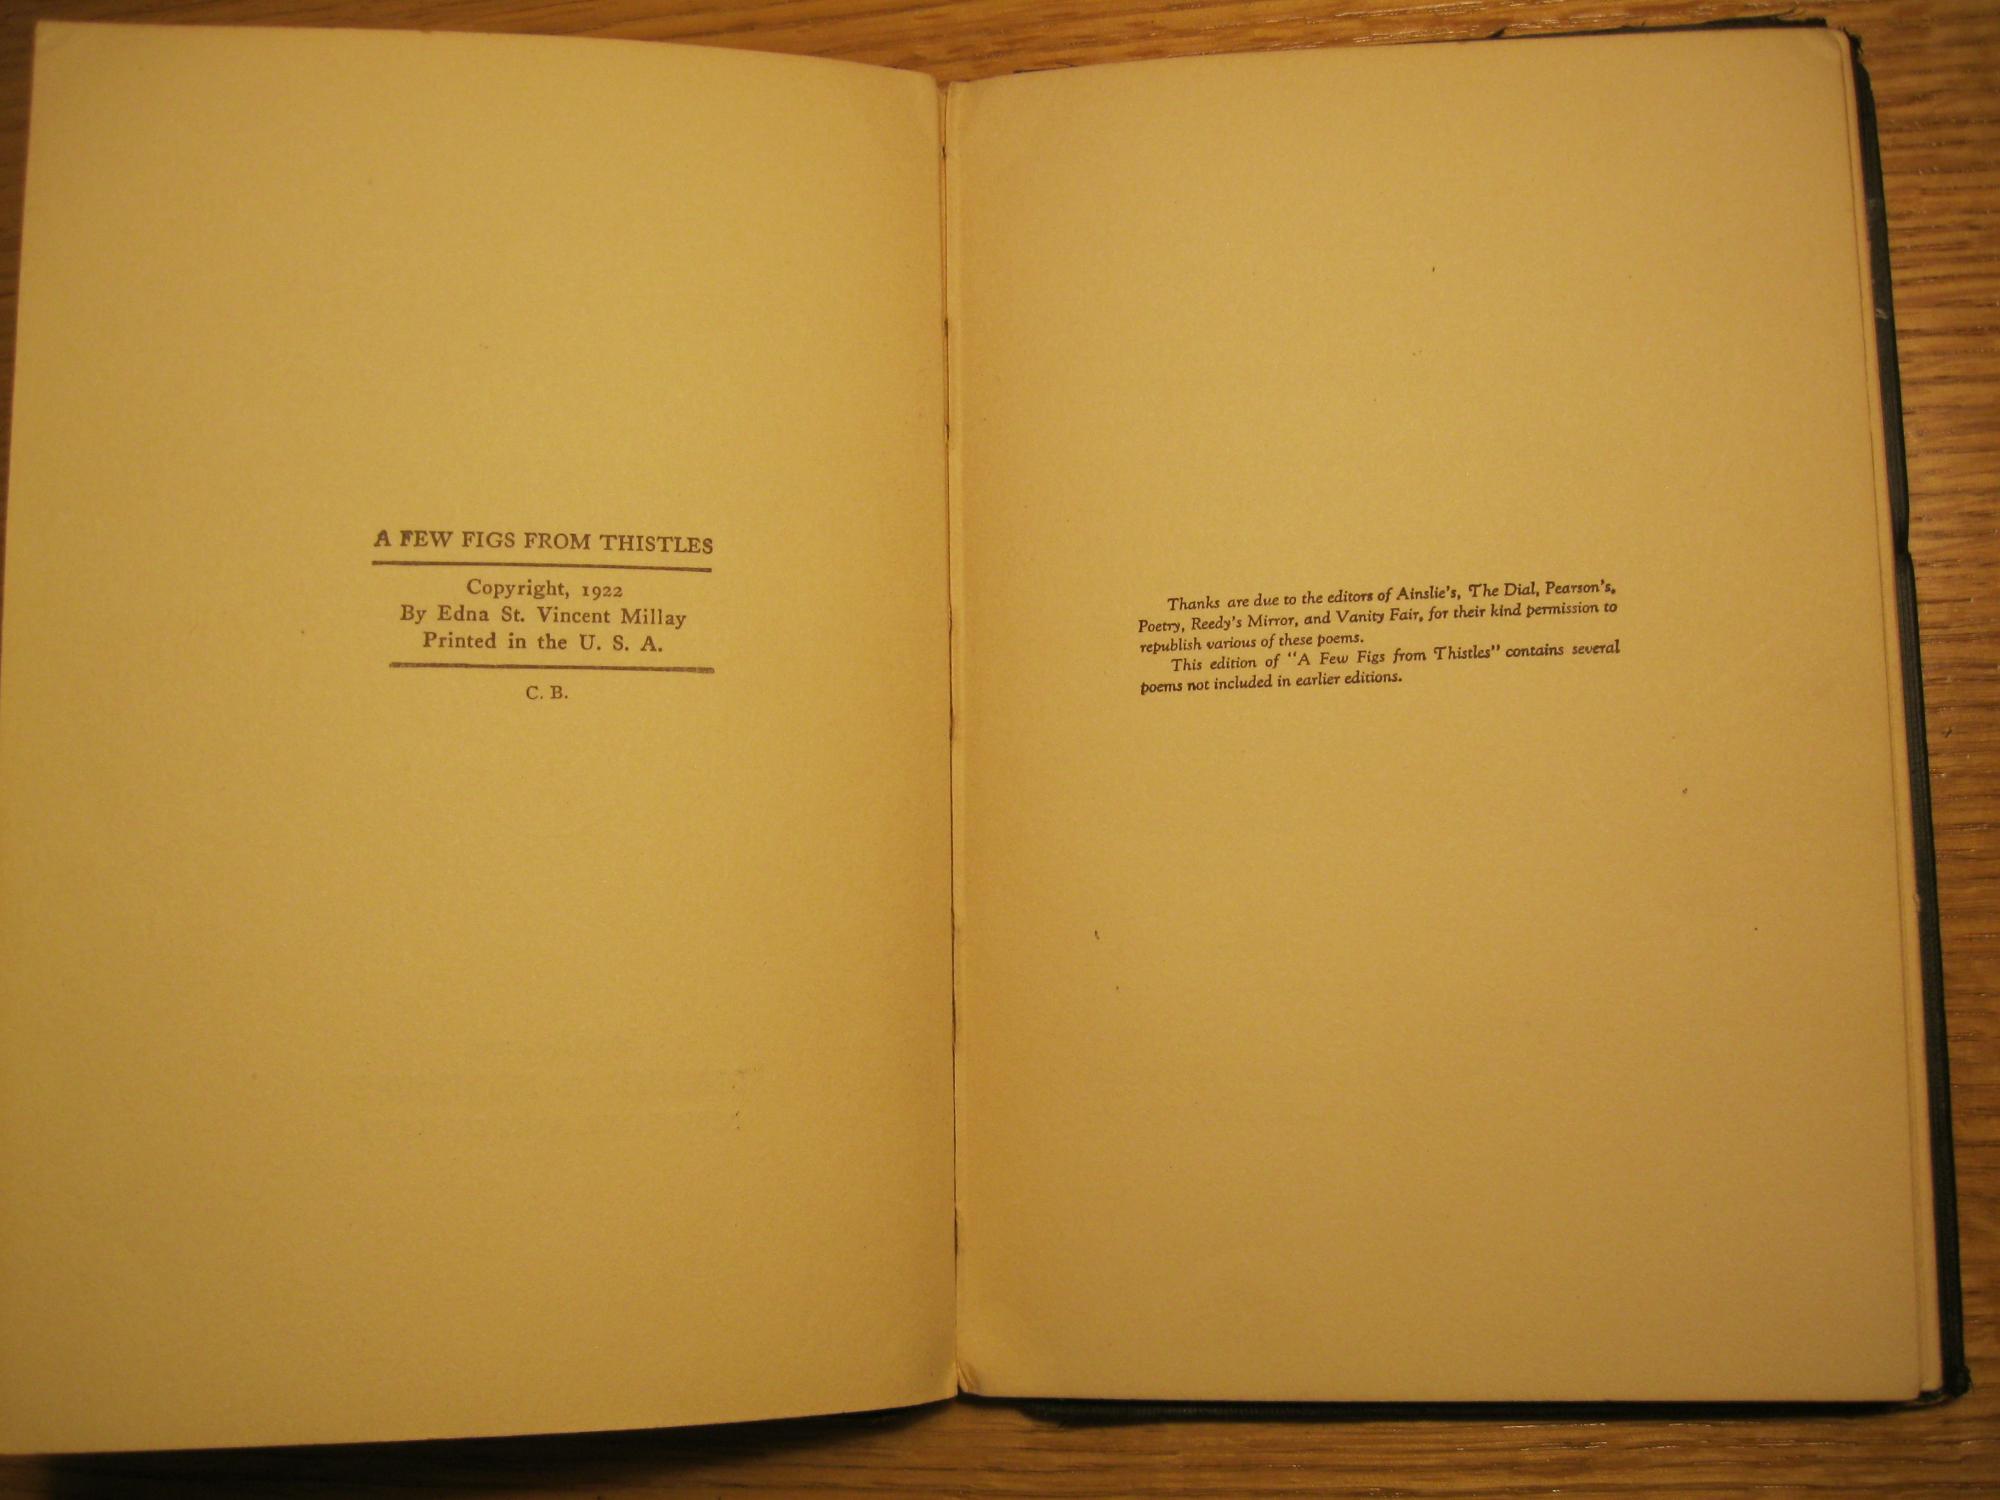 A FEW FIGS FROM THISTLES
Copyright, 1922
By Edna St. Vincent Millay
Printed in the U. S. A.
C. B.
Thanks are due to the editors of Ainslie's, The Dial, Pearson's,
Poetry, Reedy's Mirror, and Vanity Fair, for their kind permission to
republish various of these poems.
This edition of "A Few Figs from Thistles" contains several
poems not included in earlier editions.